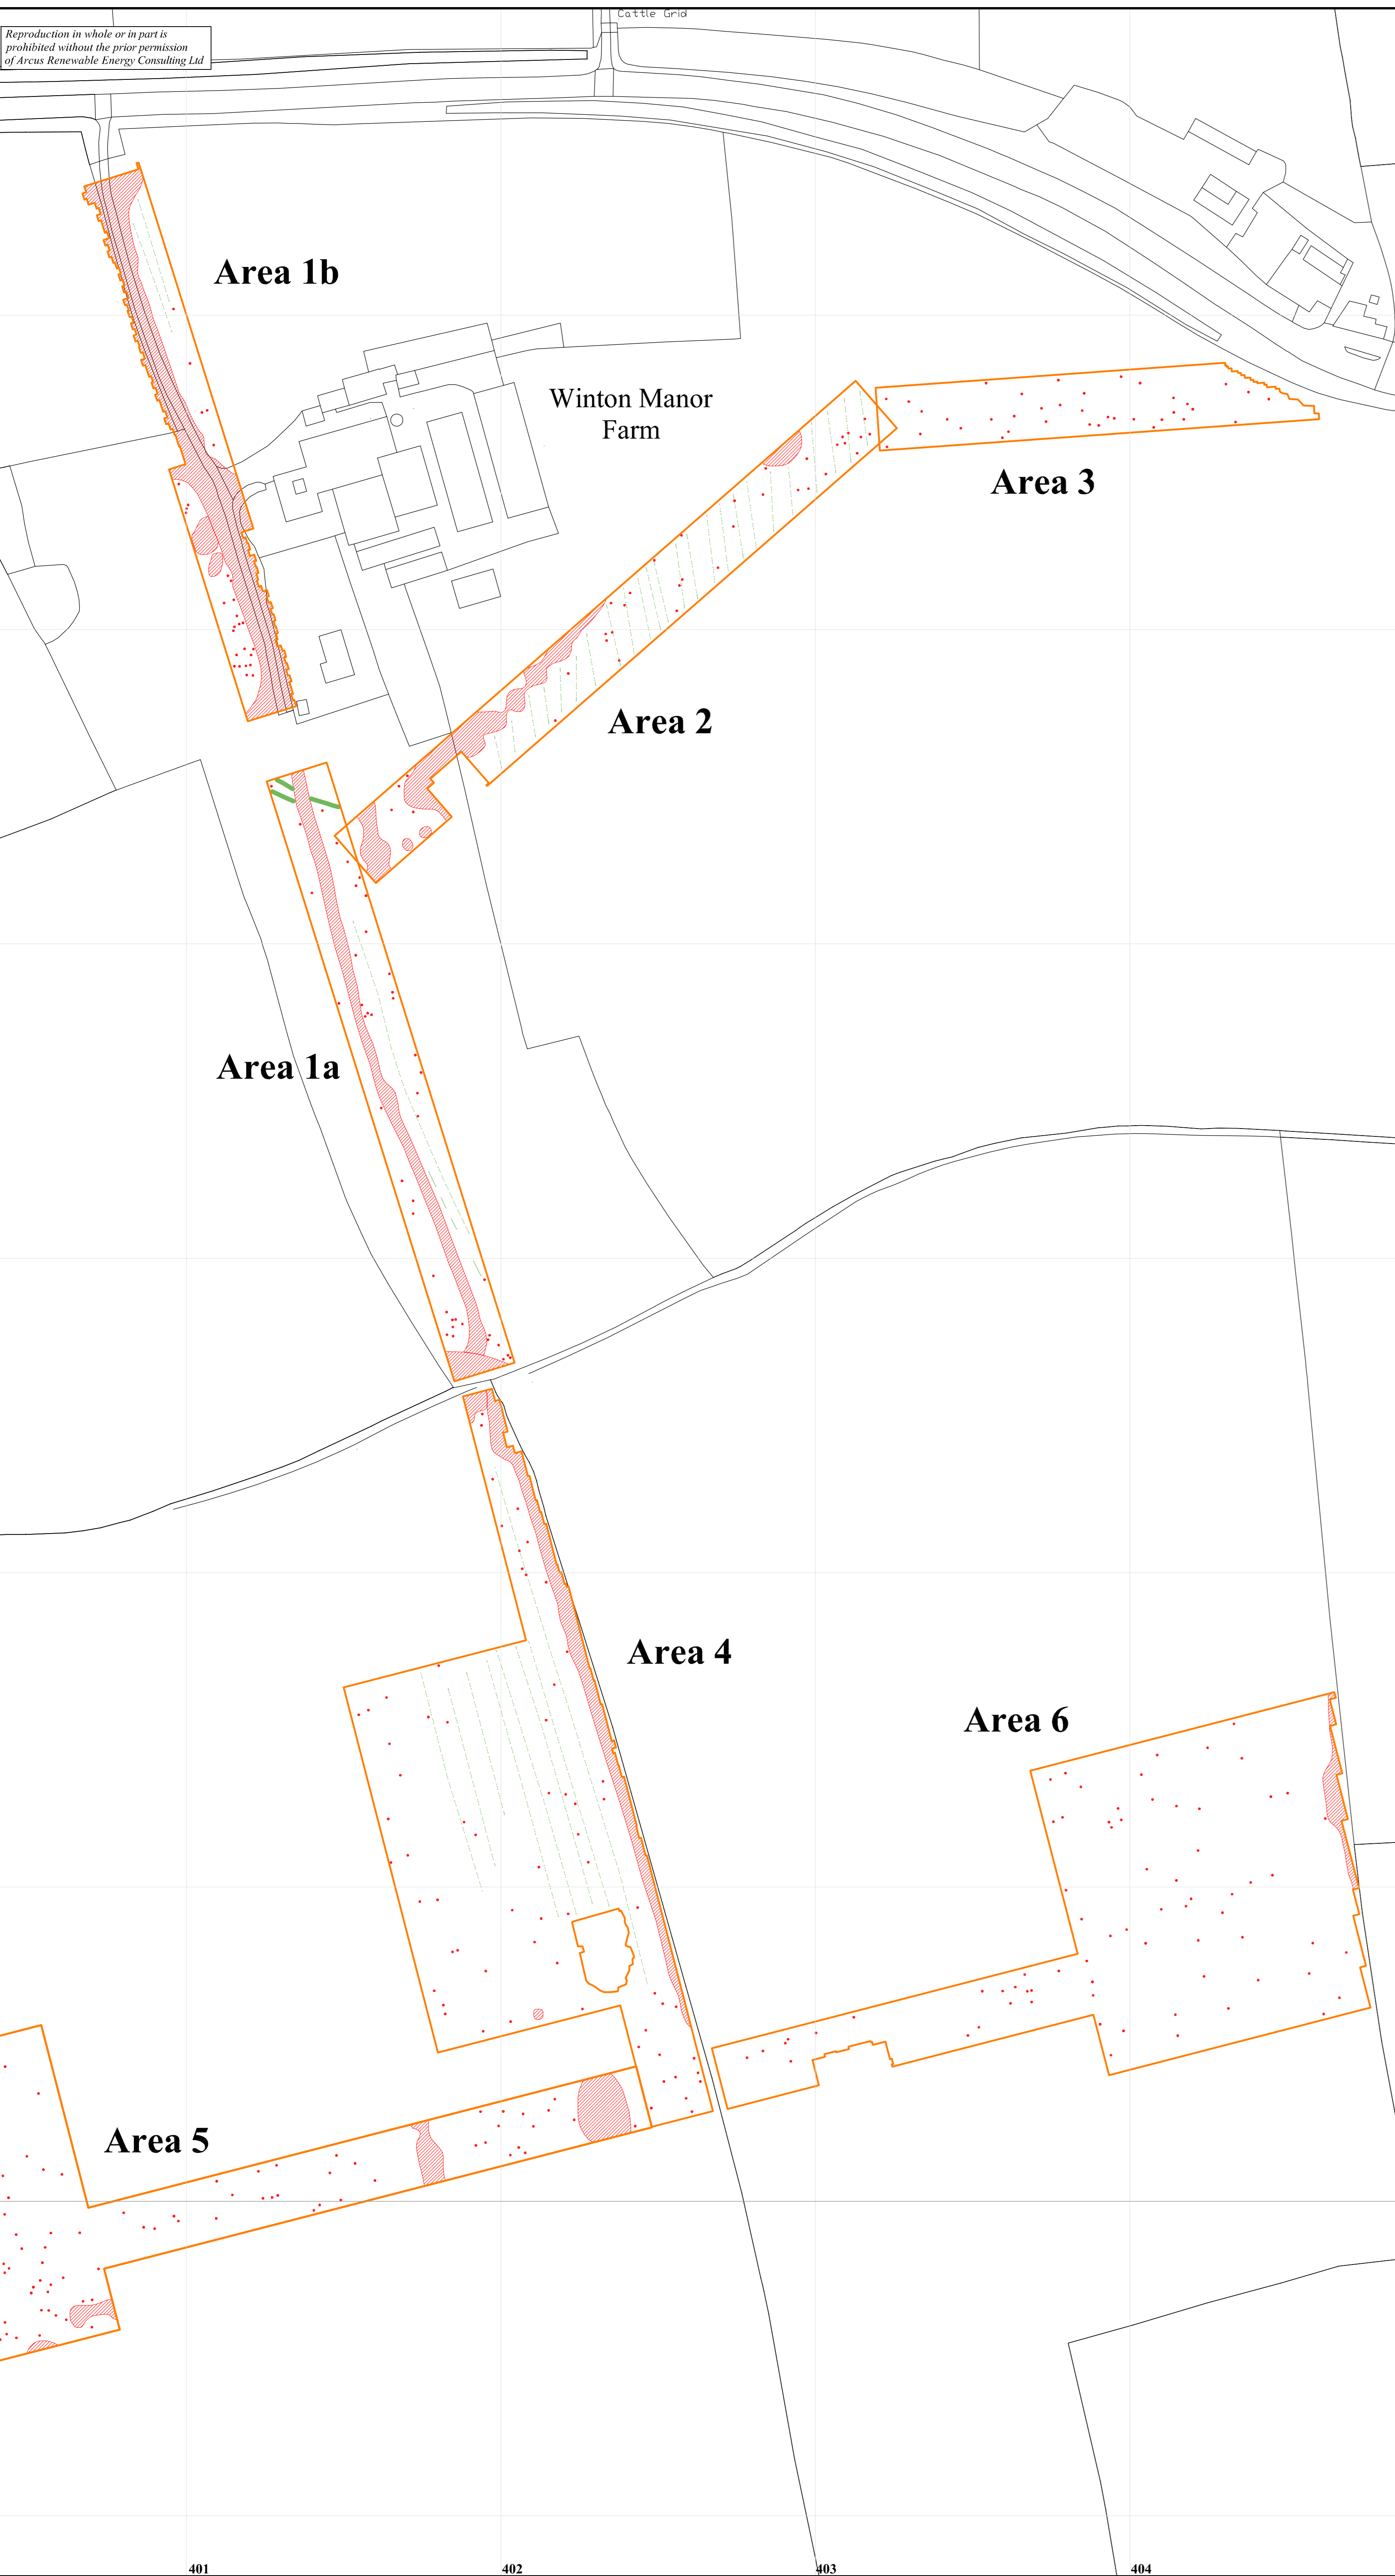 Cattle Grid
Reproduction in whole or in part is
prohibited without the prior permission
of Arcus Renewable Energy Consulting Ltd
Area 1b
Winton Manor
Farm
Area 3
Area 2
Area 1a
Area 4
Area 6
Area 5
401
402
403
404